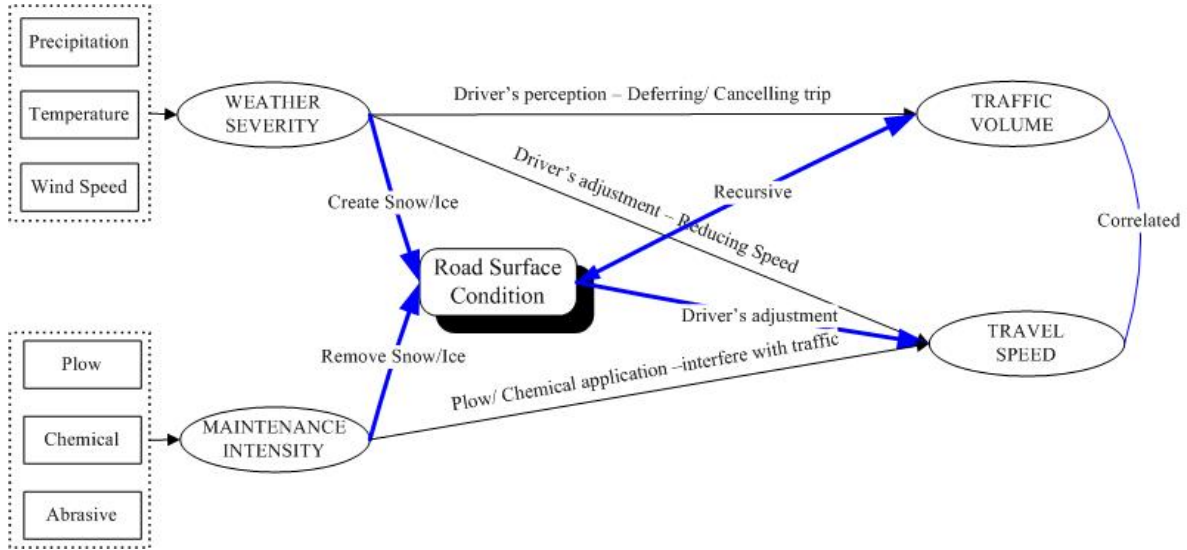 Precipitation
Temperature
Wind Speed
WEATHER
SEVERITY
Driver's perception – Deferring/ Cancelling trip
TRAFFIC
VOLUME
Driver's adjustment – Reducing Speed
Recursive
Create Snow/Ice
Correlated
Road Surface
Condition
Driver's adjustment
Remove Snow/Ice
TRAVEL
SPEED
Plow/ Chemical application –interfere with traffic
Plow
Chemical
Abrasive
MAINTENANCE
INTENSITY